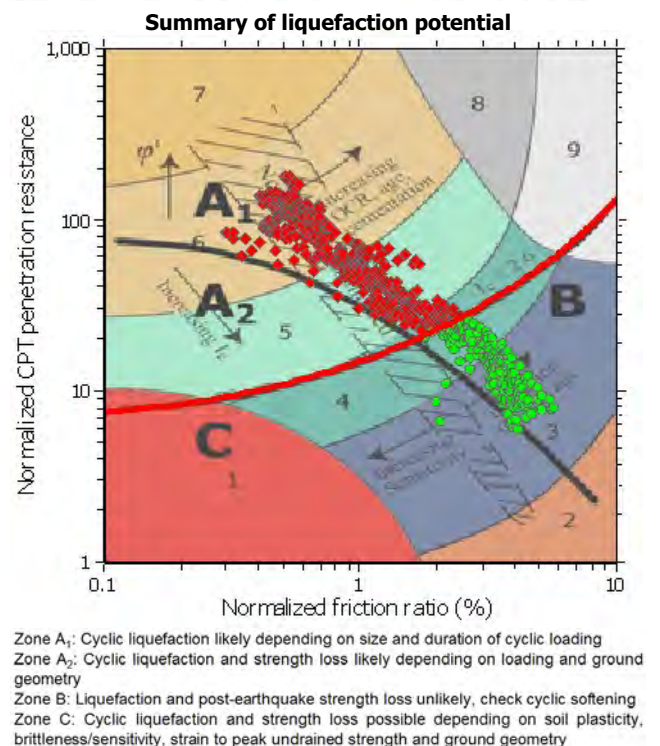 Summary of liquefaction potential
1,000
100
10
1
Normalized CPT penetration resistance
7
8
9
φ'
Increasing
OCR, age,
cementation
A1
6
A2
Increasing Ic
5
B
4
C
1
Increasing
Sensitivity
3
2
0.1
1
10
Normalized friction ratio (%)
Zone A1: Cyclic liquefaction likely depending on size and duration of cyclic loading
Zone A2: Cyclic liquefaction and strength loss likely depending on loading and ground
geometry
Zone B: Liquefaction and post-earthquake strength loss unlikely, check cyclic softening
Zone C: Cyclic liquefaction and strength loss possible depending on soil plasticity,
brittleness/sensitivity, strain to peak undrained strength and ground geometry